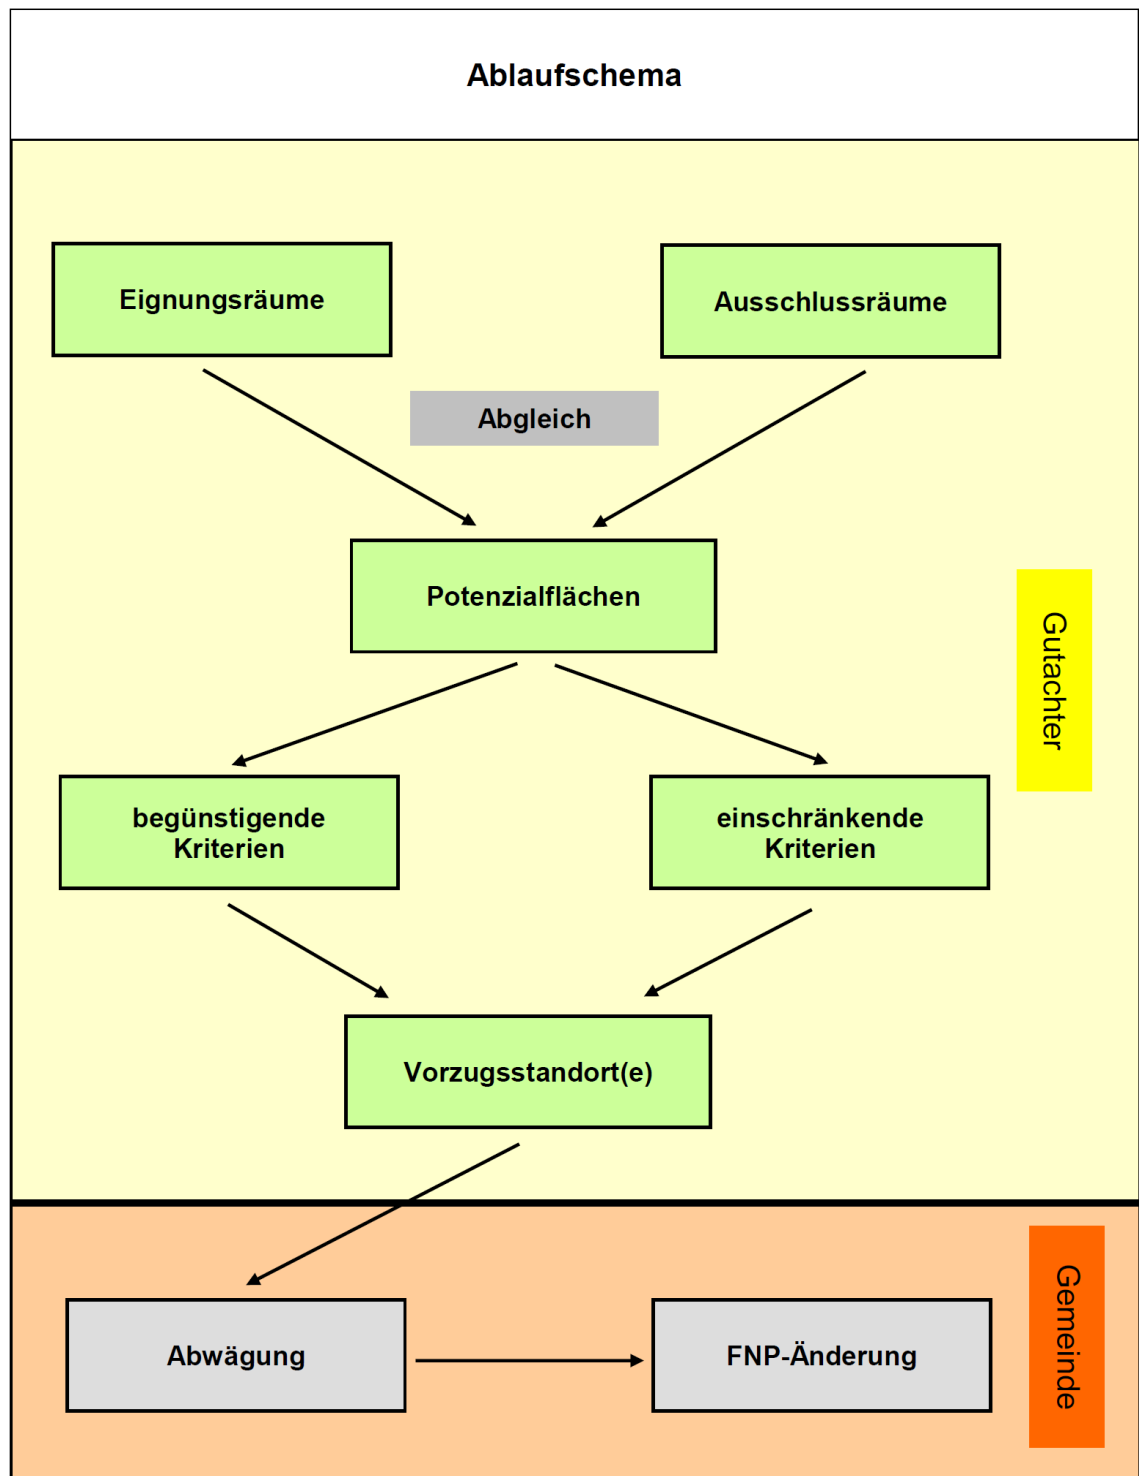 Ablaufschema
Eignungsräume
Ausschlussräume
Abgleich
Potenzialflächen
Gutachter
begünstigende
Kriterien
einschränkende
Kriterien
Vorzugsstandort(e)
Gemeinde
Abwägung
FNP-Änderung